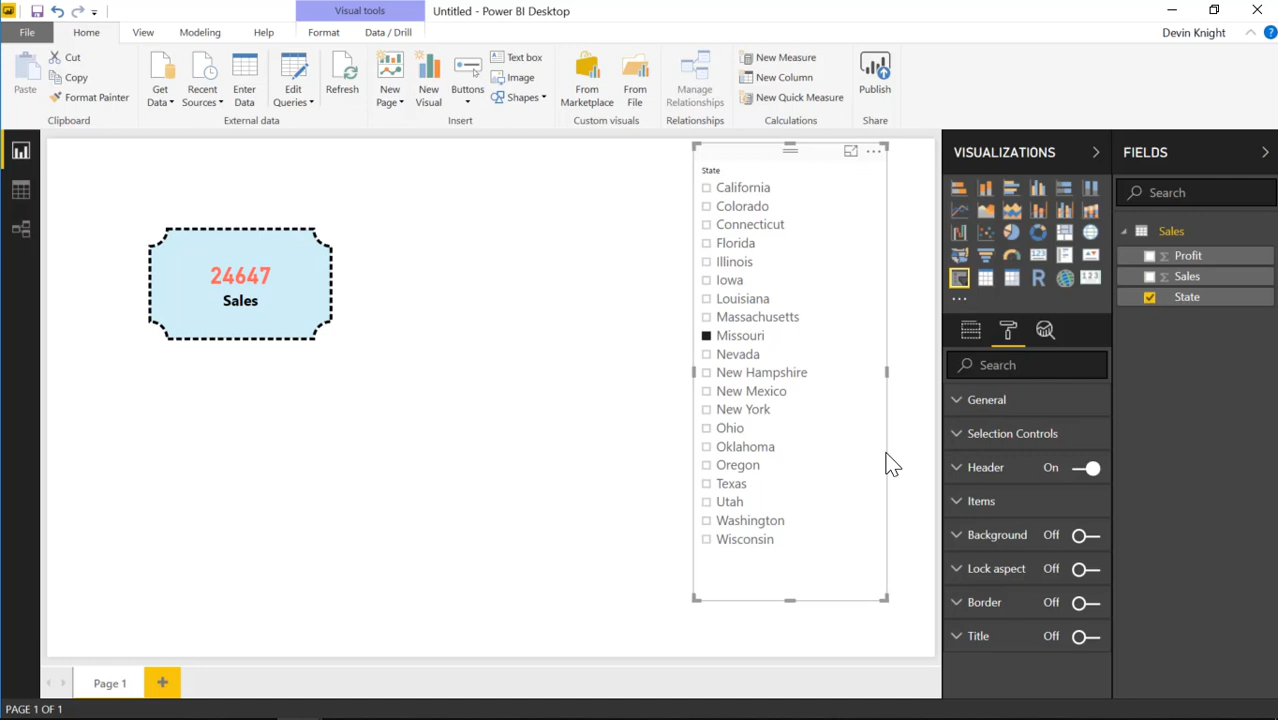 Visual tools
Untitled - Power BI Desktop
File
Home
View
Modeling
Help
Format
Data / Drill
Devin Knight
?
Paste
Cut
Copy
Format Painter
Clipboard
Get Data
Recent Sources
Enter Data
Edit Queries
Refresh
External data
New Page
New Visual
Buttons
Text box
Image
Shapes
Insert
From Marketplace
From File
Custom visuals
Manage Relationships
Relationships
New Measure
New Column
New Quick Measure
Calculations
Publish
Share
24647
Sales
State
California
Colorado
Connecticut
Florida
Illinois
Iowa
Louisiana
Massachusetts
Missouri
Nevada
New Hampshire
New Mexico
New York
Ohio
Oklahoma
Oregon
Texas
Utah
Washington
Wisconsin
VISUALIZATIONS
123
R
123
Search
General
Selection Controls
Header On
Items
Background Off
Lock aspect Off
Border Off
Title Off
FIELDS
Search
Sales
Σ Profit
Σ Sales
State
Page 1
PAGE 1 OF 1